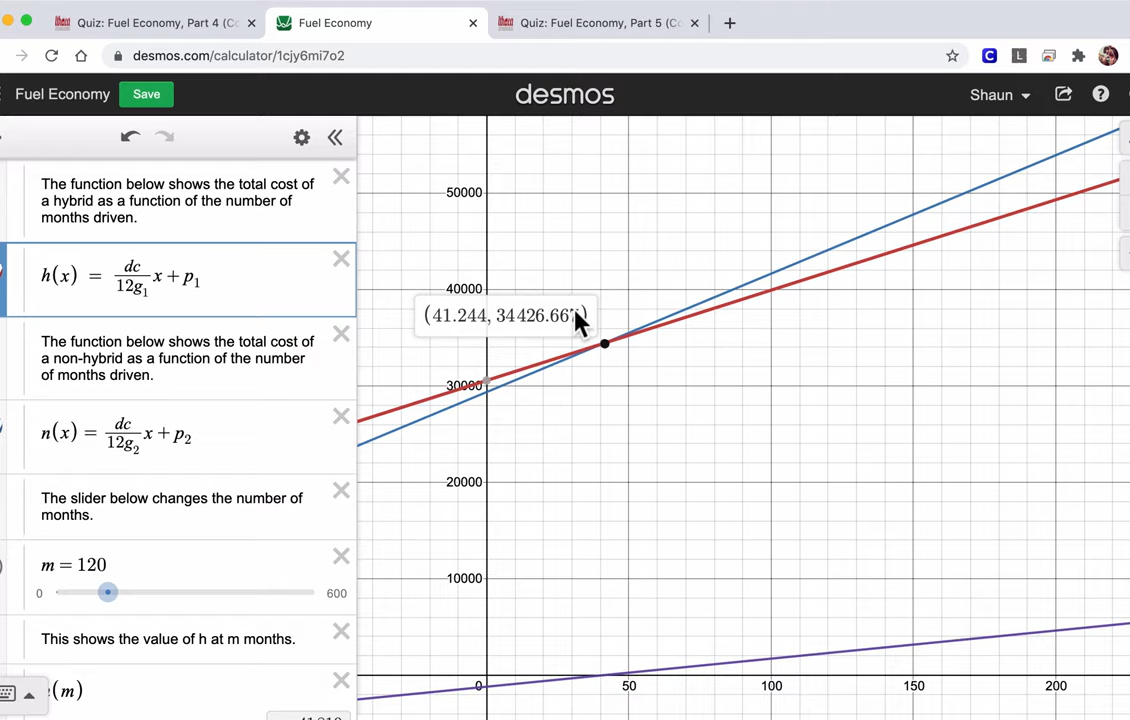 Quiz: Fuel Economy, Part 4 (Co
Fuel Economy
Quiz: Fuel Economy, Part 5 (Co
desmos.com/calculator/1cjy6mi7o2
Fuel Economy
Save
desmos
Shaun
The function below shows the total cost of
a hybrid as a function of the number of
months driven.
h(x) = dc/12g₁ x + p₁
The function below shows the total cost of
a non-hybrid as a function of the number
of months driven.
n(x) = dc/12g₂ x + p₂
The slider below changes the number of
months.
m = 120
0
600
This shows the value of h at m months.
(m)
50000
40000
(41.244, 34426.667)
30000
20000
10000
0
50
100
150
200